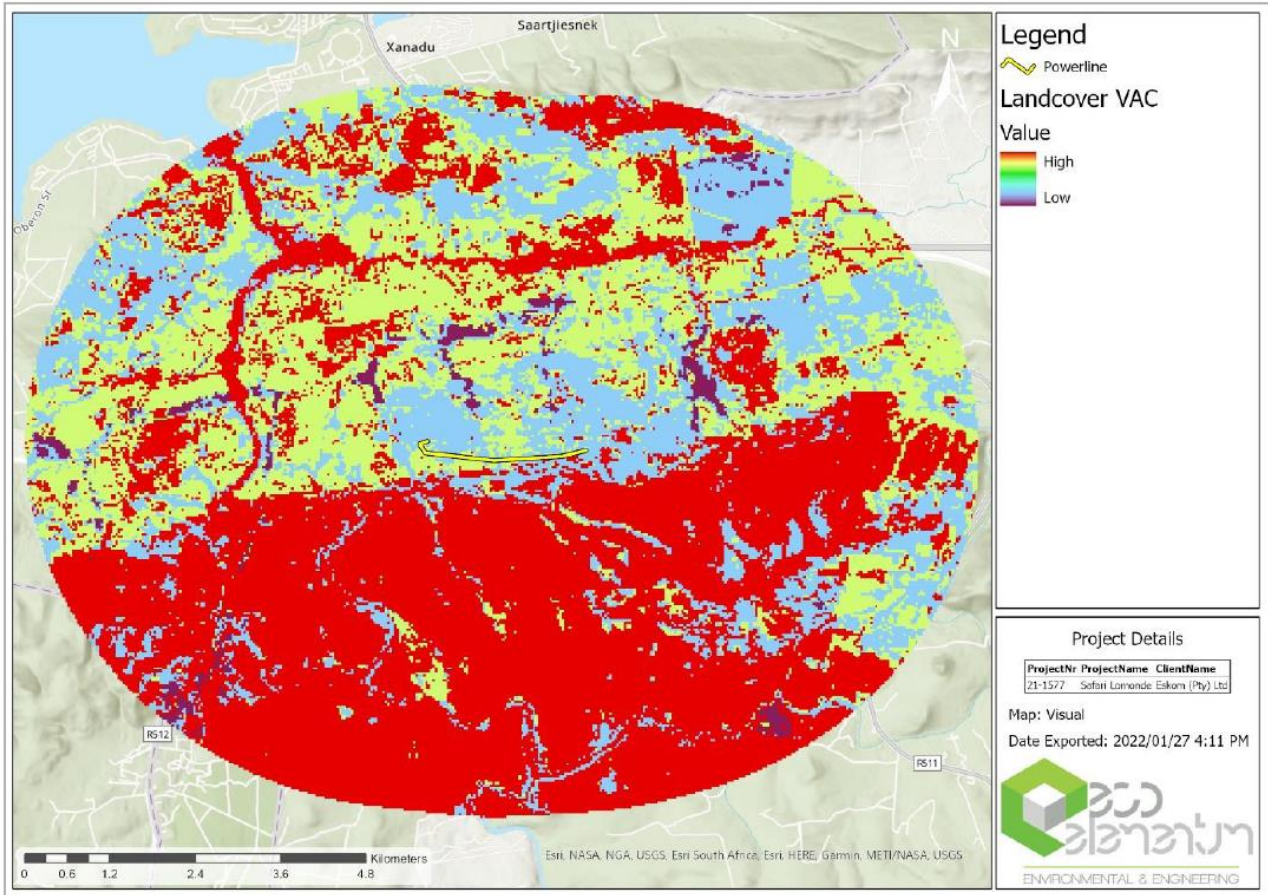 Saartjiesnek
Xanadu
N
Oberon St
R512
R511
0 0.6 1.2 2.4 3.6 4.8 Kilometers
Esri, NASA, NGA, USGS, Esri South Africa, Esri, HERE, Garmin, METI/NASA, USGS
Legend
Powerline
Landcover VAC
Value
High
Low
Project Details
ProjectNr ProjectName ClientName
21-1577 Safari Lomonde Eskom (Pty) Ltd
Map: Visual
Date Exported: 2022/01/27 4:11 PM
eco
elementum
ENVIRONMENTAL & ENGINEERING